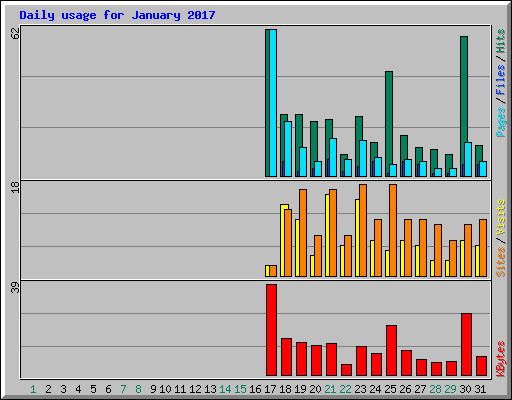 Daily usage for January 2017
62
Pages / Files / Hits
18
Sites / Visits
39
KBytes
1 2 3 4 5 6 7 8 9 10 11 12 13 14 15 16 17 18 19 20 21 22 23 24 25 26 27 28 29 30 31